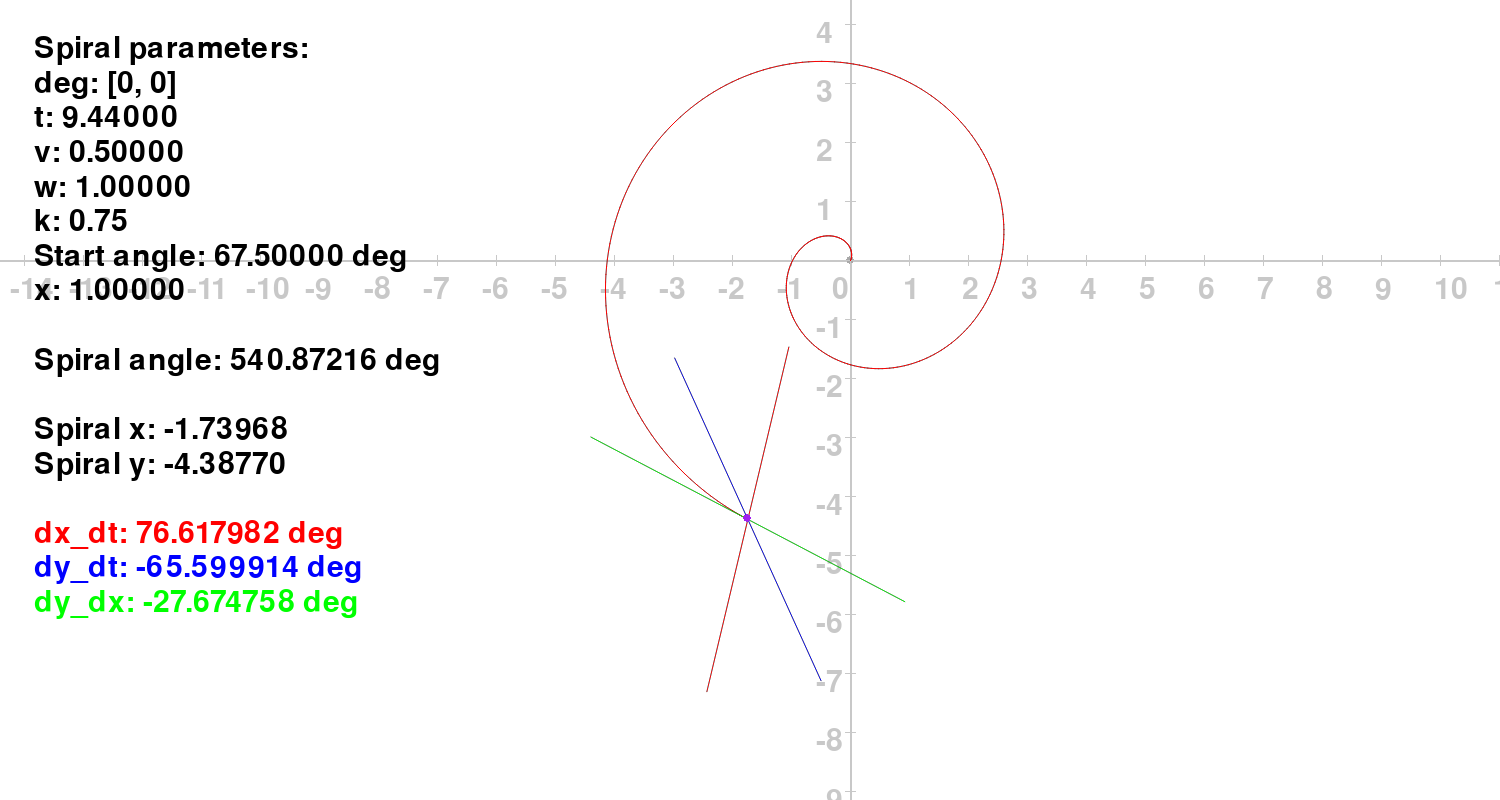 Spiral parameters:
deg: [0, 0]
t: 9.44000
v: 0.50000
w: 1.00000
k: 0.75
Start angle: 67.50000 deg
x: 1.00000
Spiral angle: 540.87216 deg
Spiral x: -1.73968
Spiral y: -4.38770
dx_dt: 76.617982 deg
dy_dt: -65.599914 deg
dy_dx: -27.674758 deg
4
3
2
1
-14 -13 -12 -11 -10 -9 -8 -7 -6 -5 -4 -3 -2 -1 0 1 2 3 4 5 6 7 8 9 10
-1
-2
-3
-4
-5
-6
-7
-8